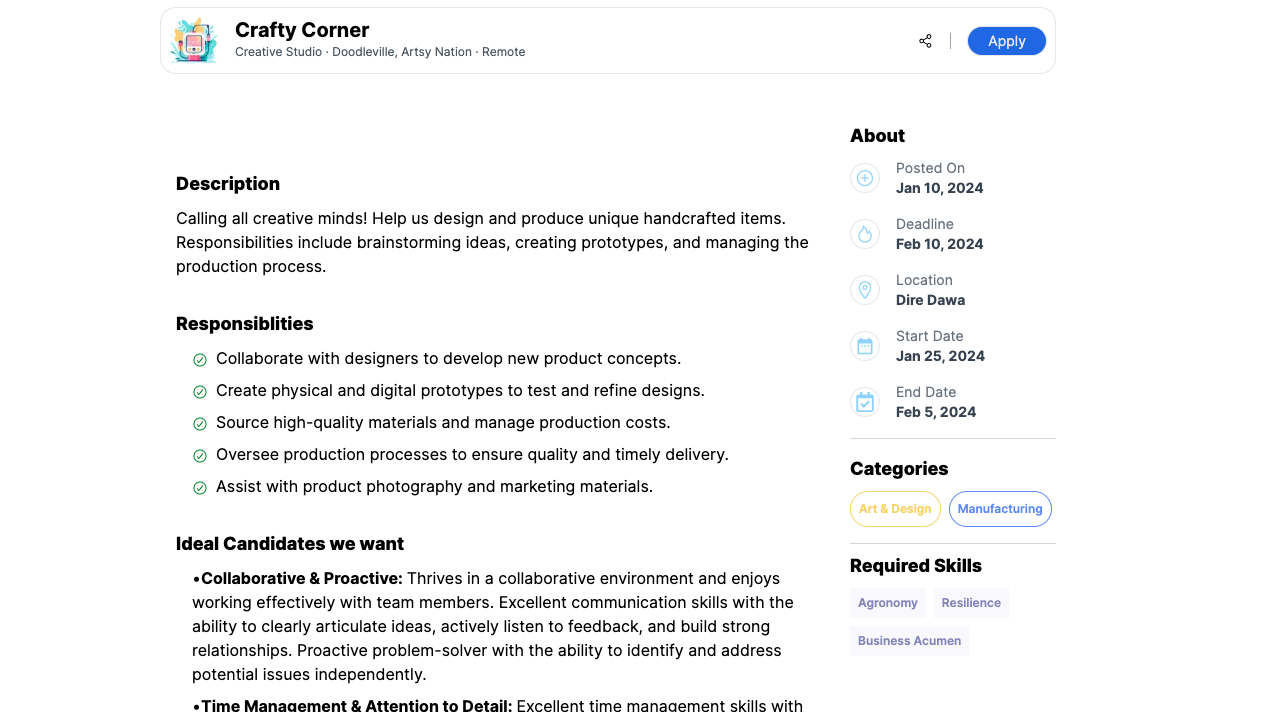 Crafty Corner
Creative Studio · Doodleville, Artsy Nation · Remote
Apply
Description
Calling all creative minds! Help us design and produce unique handcrafted items.
Responsibilities include brainstorming ideas, creating prototypes, and managing the
production process.
Responsiblities
Collaborate with designers to develop new product concepts.
Create physical and digital prototypes to test and refine designs.
Source high-quality materials and manage production costs.
Oversee production processes to ensure quality and timely delivery.
Assist with product photography and marketing materials.
Ideal Candidates we want
•Collaborative & Proactive: Thrives in a collaborative environment and enjoys
working effectively with team members. Excellent communication skills with the
ability to clearly articulate ideas, actively listen to feedback, and build strong
relationships. Proactive problem-solver with the ability to identify and address
potential issues independently.
•Time Management & Attention to Detail: Excellent time management skills with
About
Posted On
Jan 10, 2024
Deadline
Feb 10, 2024
Location
Dire Dawa
Start Date
Jan 25, 2024
End Date
Feb 5, 2024
Categories
Art & Design
Manufacturing
Required Skills
Agronomy
Resilience
Business Acumen